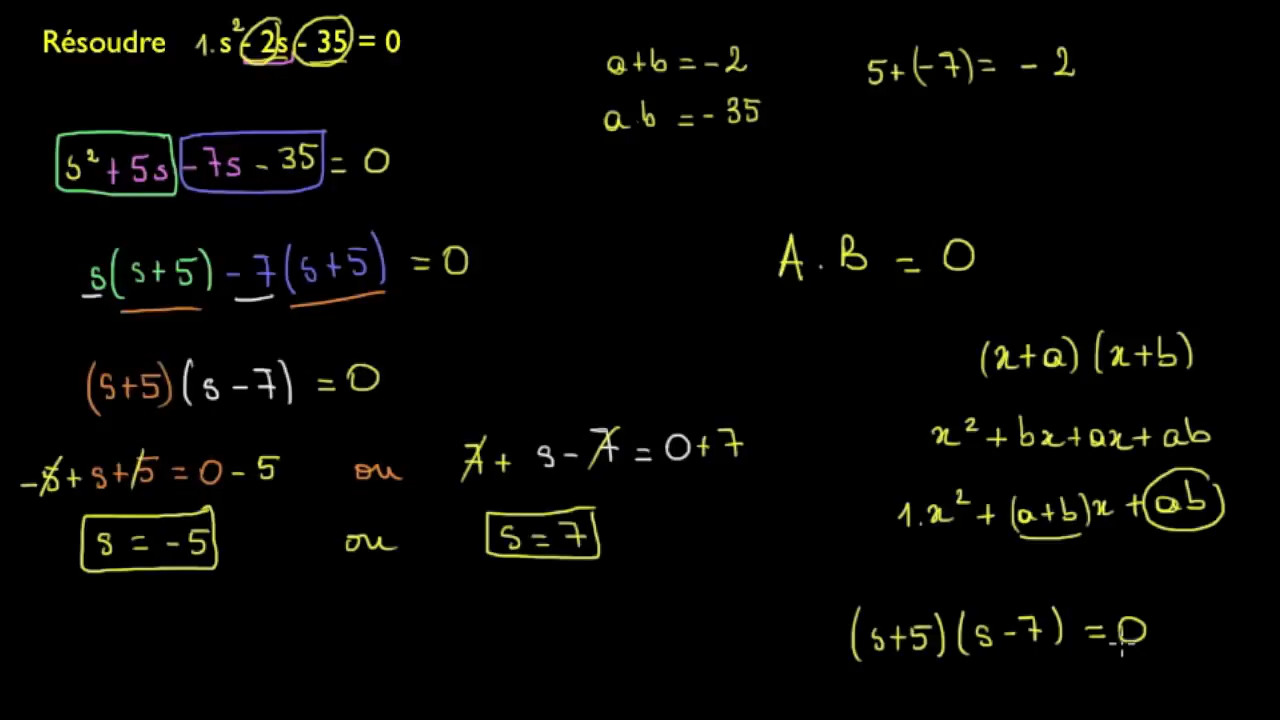 Résoudre 1.s² - 2s - 35 = 0
a+b = -2
a.b = -35
5+(-7) = -2
s² + 5s - 7s - 35 = 0
s(s+5) - 7(s+5) = 0
A . B = 0
(s+5)(s-7) = 0
(x+a)(x+b)
x² + bx + ax + ab
1.x² + (a+b)x + ab
-5 + s+5 = 0 - 5 ou 7 + s - 7 = 0 + 7
s = -5 ou s = 7
(s+5)(s-7) = 0